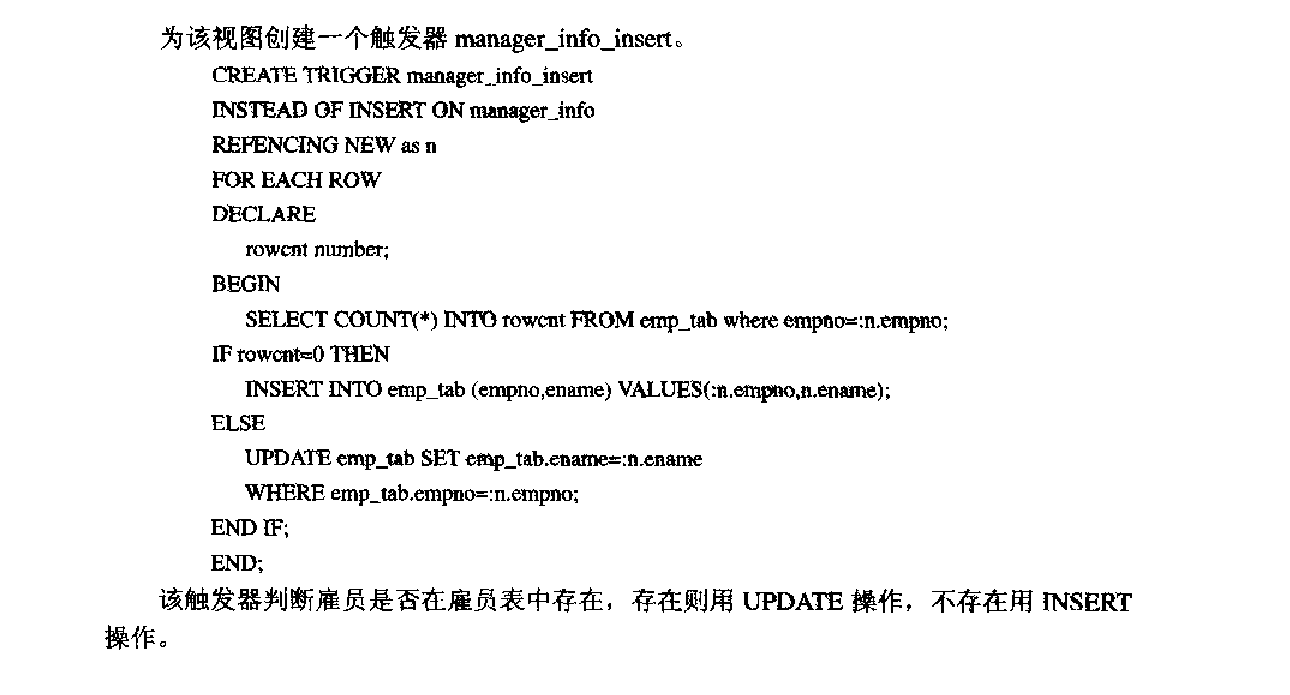 为该视图创建一个触发器 manager_info_insert。
CREATE TRIGGER manager_info_insert
INSTEAD OF INSERT ON manager_info
REFENCING NEW as n
FOR EACH ROW
DECLARE
rowcnt number;
BEGIN
SELECT COUNT(*) INTO rowcnt FROM emp_tab where empno=:n.empno;
IF rowcnt=0 THEN
INSERT INTO emp_tab (empno,ename) VALUES(:n.empno,n.ename);
ELSE
UPDATE emp_tab SET emp_tab.ename=:n.ename
WHERE emp_tab.empno=:n.empno;
END IF;
END;
该触发器判断雇员是否在雇员表中存在，存在则用 UPDATE 操作，不存在用 INSERT
操作。